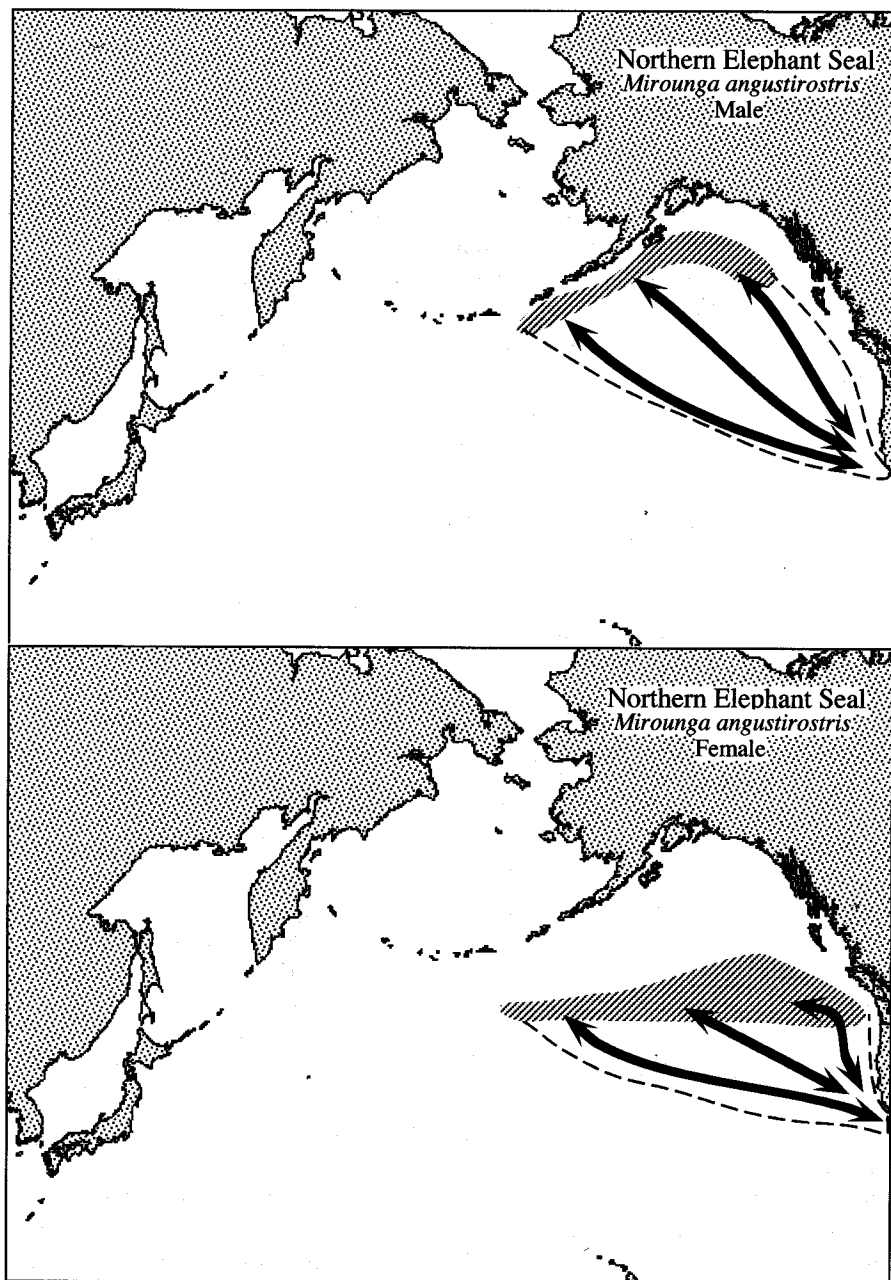 Northern Elephant Seal
Mirounga angustirostris
Male
Northern Elephant Seal
Mirounga angustirostris
Female